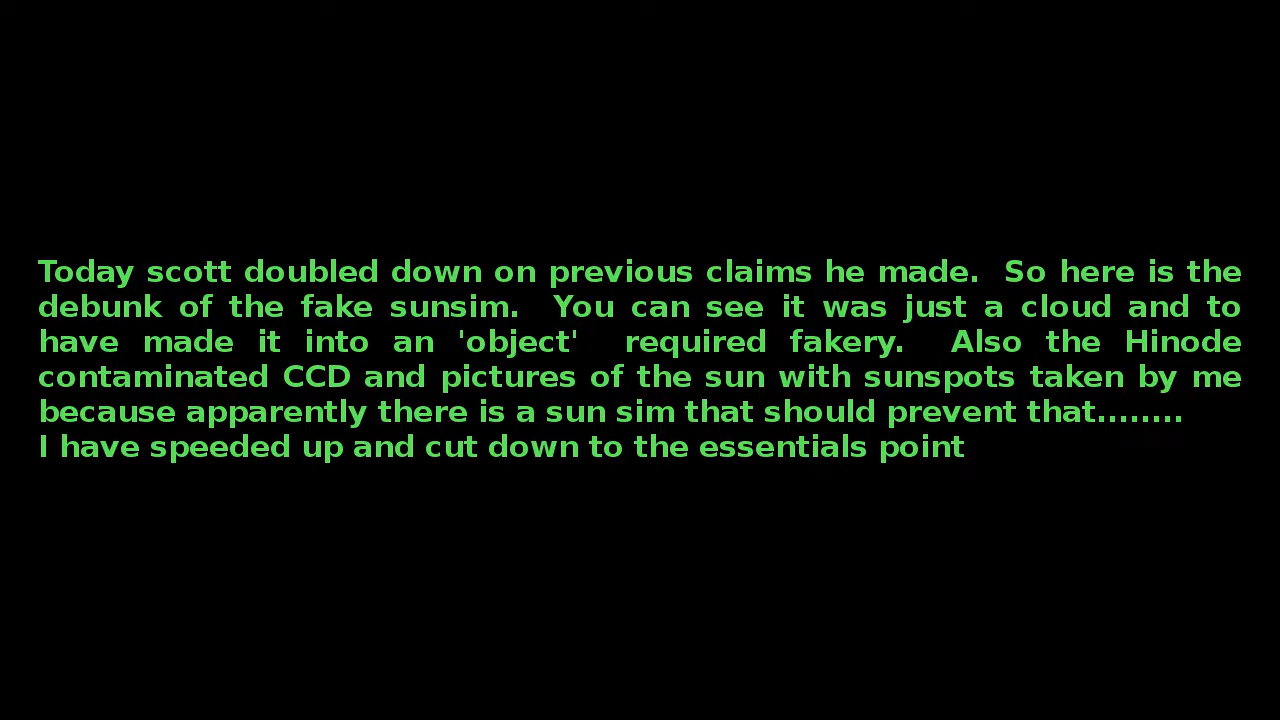 Today scott doubled down on previous claims he made.  So here is the
debunk of the fake sunsim.  You can see it was just a cloud and to
have made it into an 'object'  required fakery.  Also the Hinode
contaminated CCD and pictures of the sun with sunspots taken by me
because apparently there is a sun sim that should prevent that........
I have speeded up and cut down to the essentials point